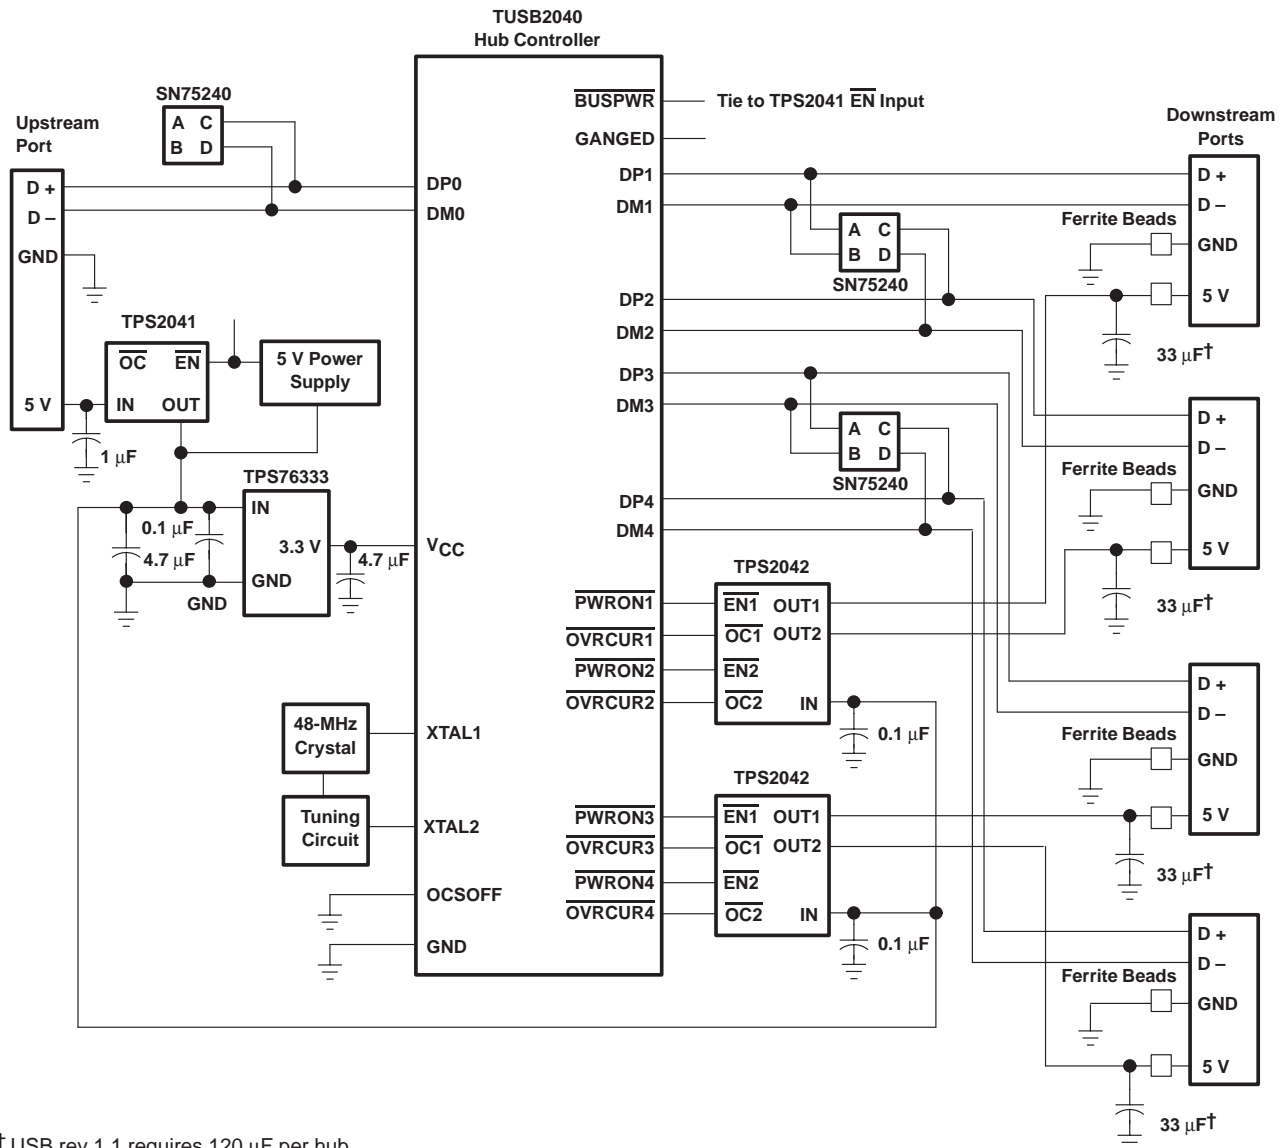 TUSB2040
Hub Controller
SN75240
A C
B D
Upstream
Port
D +
D –
GND
5 V
DP0
DM0
BUSPWR
Tie to TPS2041 EN Input
GANGED
DP1
DM1
A C
B D
SN75240
DP2
DM2
DP3
DM3
A C
B D
SN75240
DP4
DM4
Downstream
Ports
D +
D –
Ferrite Beads
GND
5 V
33 µF†
TPS2041
OC EN
IN OUT
5 V Power
Supply
1 µF
TPS76333
IN
0.1 µF
4.7 µF
3.3 V
GND
GND
4.7 µF
VCC
D +
D –
Ferrite Beads
GND
5 V
33 µF†
TPS2042
PWRON1
EN1 OUT1
OVRCUR1
OC1 OUT2
PWRON2
EN2
OVRCUR2
OC2 IN
0.1 µF
48-MHz
Crystal
XTAL1
Tuning
Circuit
XTAL2
OCSOFF
GND
D +
D –
Ferrite Beads
GND
5 V
33 µF†
TPS2042
PWRON3
EN1 OUT1
OVRCUR3
OC1 OUT2
PWRON4
EN2
OVRCUR4
OC2 IN
0.1 µF
D +
D –
Ferrite Beads
GND
5 V
33 µF†
† USB rev 1.1 requires 120 µF per hub.